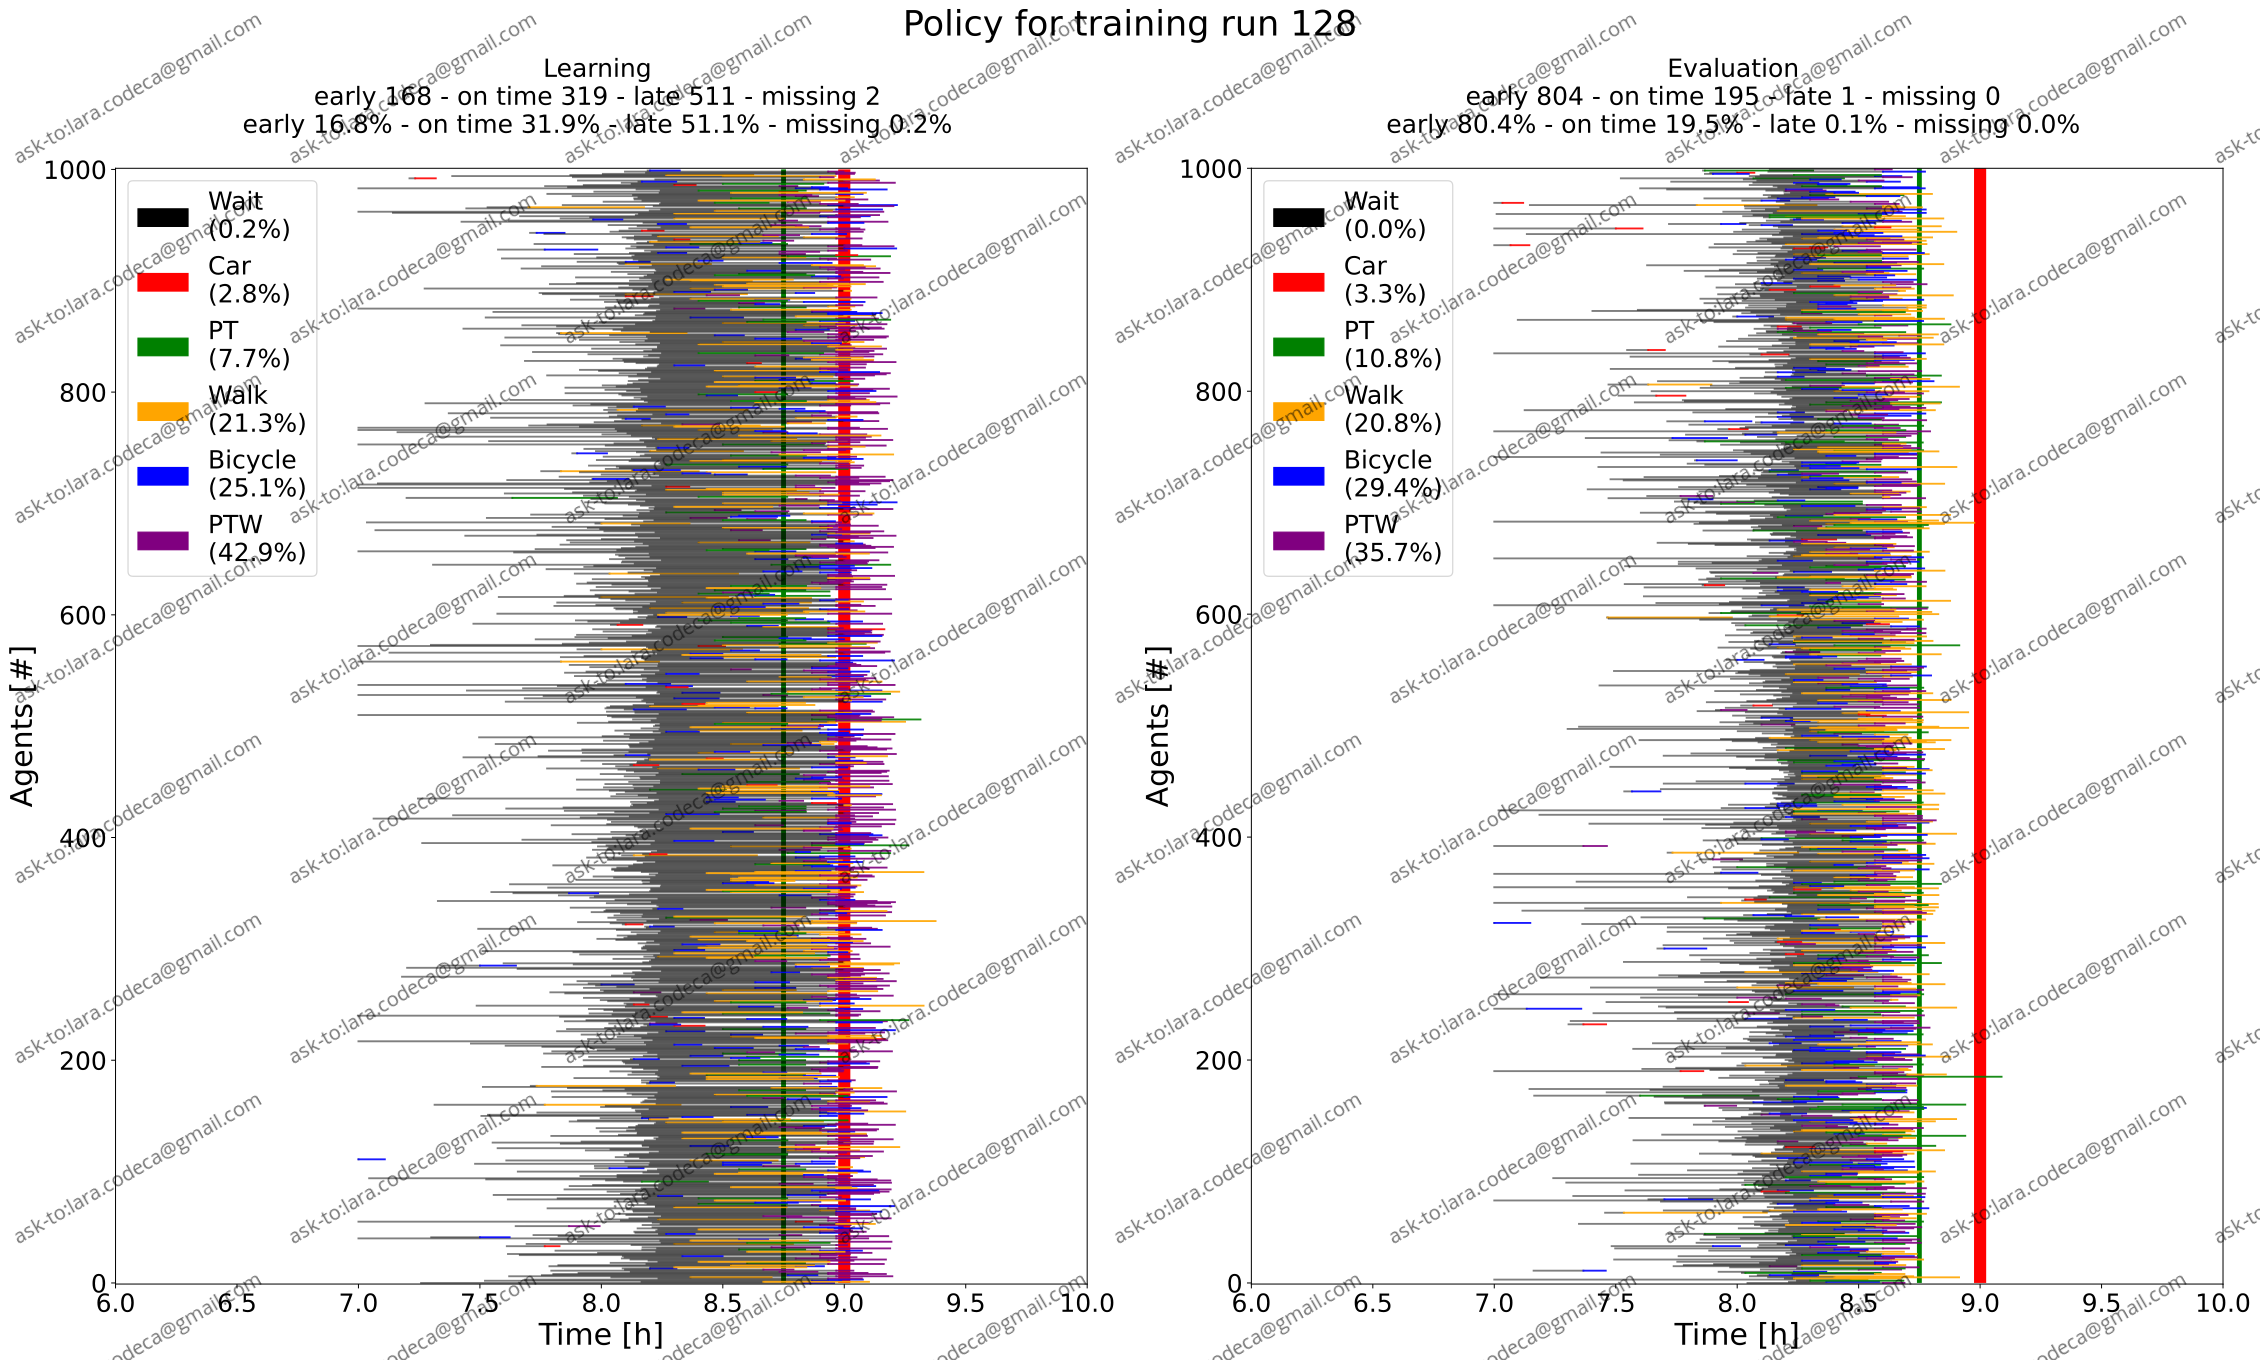 Policy for training run 128
Learning
early 168 - on time 319 - late 511 - missing 2
early 16.8% - on time 31.9% - late 51.1% - missing 0.2%
1000
800
600
400
200
0
Agents [#]
Wait
(0.2%)
Car
(2.8%)
PT
(7.7%)
Walk
(21.3%)
Bicycle
(25.1%)
PTW
(42.9%)
6.0 6.5 7.0 7.5 8.0 8.5 9.0 9.5 10.0
Time [h]
Evaluation
early 804 - on time 195 - late 1 - missing 0
early 80.4% - on time 19.5% - late 0.1% - missing 0.0%
1000
800
600
400
200
0
Agents [#]
Wait
(0.0%)
Car
(3.3%)
PT
(10.8%)
Walk
(20.8%)
Bicycle
(29.4%)
PTW
(35.7%)
6.0 6.5 7.0 7.5 8.0 8.5 9.0 9.5 10.0
Time [h]
ask-to:lara.codeca@gmail.com